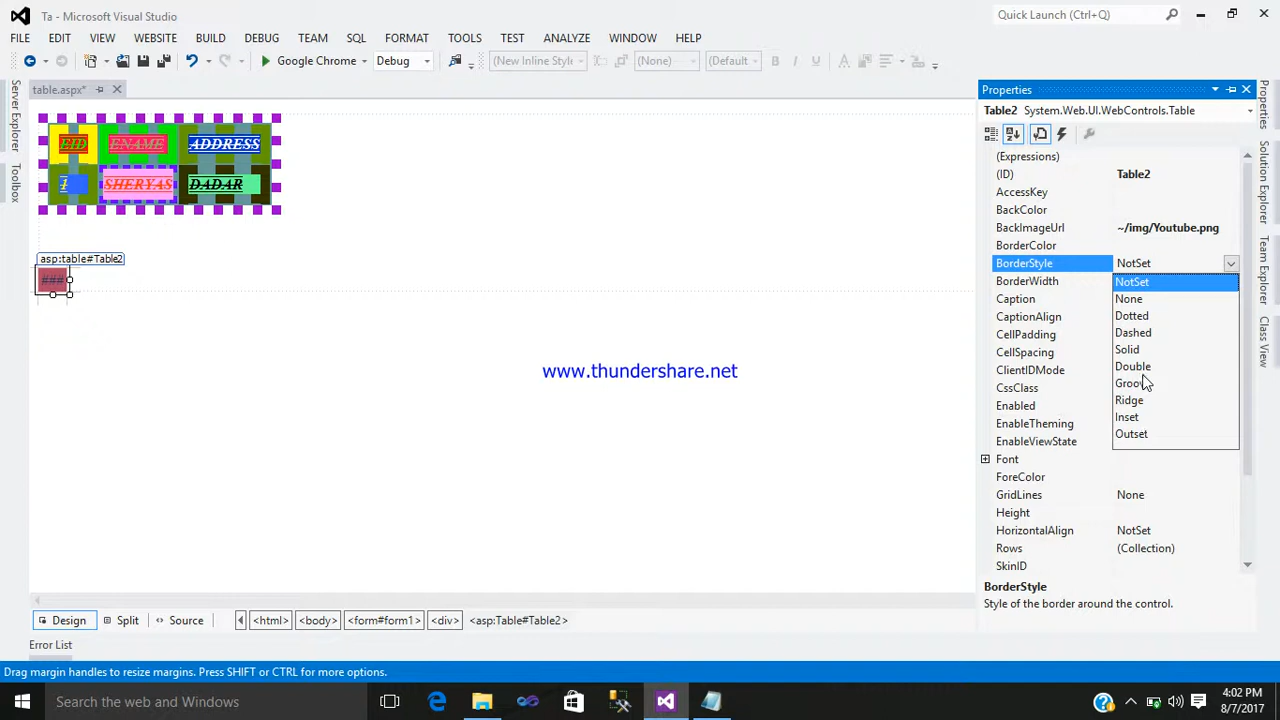 Ta - Microsoft Visual Studio
Quick Launch (Ctrl+Q)
FILE EDIT VIEW WEBSITE BUILD DEBUG TEAM SQL FORMAT TOOLS TEST ANALYZE WINDOW HELP
Google Chrome Debug (New Inline Style (None) (Default B I U A
table.aspx*
Server Explorer
Toolbox
EID ENAME ADDRESS
SHERYAS DADAR
asp:table#Table2
###
www.thundershare.net
Properties
Table2 System.Web.UI.WebControls.Table
(Expressions)
(ID) Table2
AccessKey
BackColor
BackImageUrl ~/img/Youtube.png
BorderColor
BorderStyle NotSet
BorderWidth
Caption
CaptionAlign
CellPadding
CellSpacing
ClientIDMode
CssClass
Enabled
EnableTheming
EnableViewState
Font
ForeColor
GridLines None
Height
HorizontalAlign NotSet
Rows (Collection)
SkinID
NotSet
None
Dotted
Dashed
Solid
Double
Ridge
Inset
Outset
BorderStyle
Style of the border around the control.
Properties
Solution Explorer
Team Explorer
Class View
Design Split Source <html> <body> <form#form1> <div> <asp:Table#Table2>
Error List
Drag margin handles to resize margins. Press SHIFT or CTRL for more options.
Search the web and Windows
4:02 PM
8/7/2017